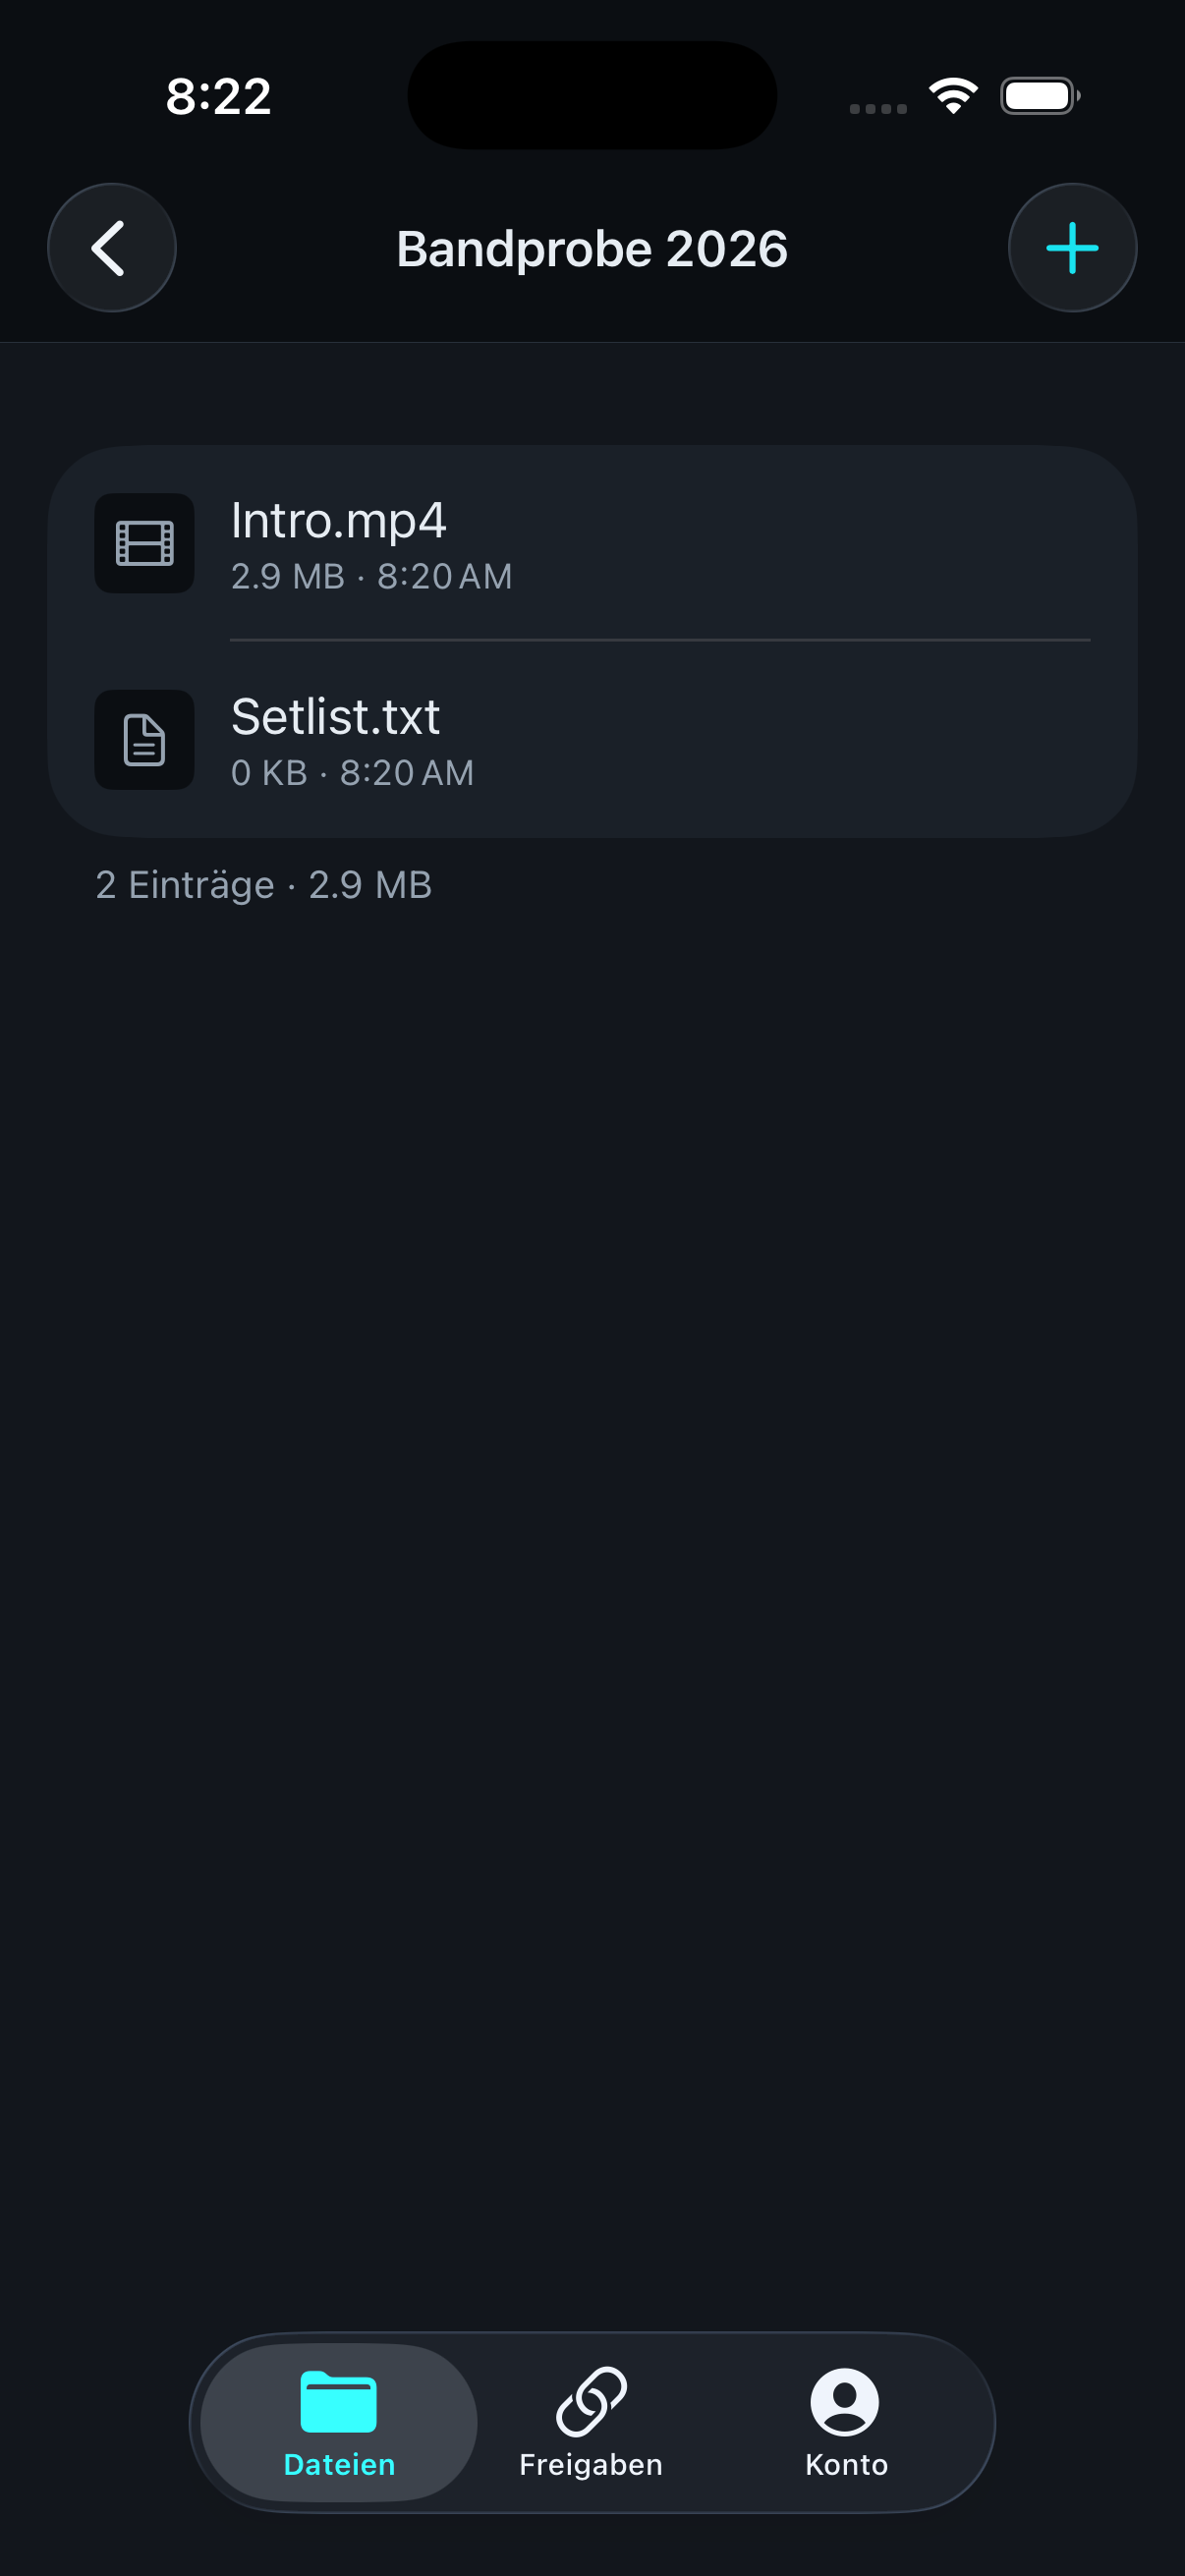 8:22
Bandprobe 2026
Intro.mp4
2.9 MB · 8:20 AM
Setlist.txt
0 KB · 8:20 AM
2 Einträge · 2.9 MB
Dateien
Freigaben
Konto